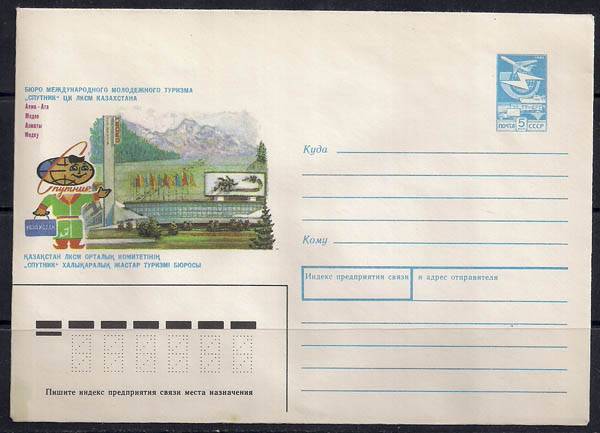 БЮРО МЕЖДУНАРОДНОГО МОЛОДЕЖНОГО ТУРИЗМА
„СПУТНИК" ЦК ЛКСМ КАЗАХСТАНА
Алма-Ата
Медео
Алматы
Медеу
Спутник
КАЗАХСТАН
ҚАЗАҚСТАН ЛКСМ ОРТАЛЫҚ КОМИТЕТІНІҢ
„СПУТНИК" ХАЛЫҚАРАЛЫҚ ЖАСТАР ТУРИЗМІ БЮРОСЫ
ПОЧТА 5 СССР
Куда
Кому
Индекс предприятия связи и адрес отправителя
Пишите индекс предприятия связи места назначения